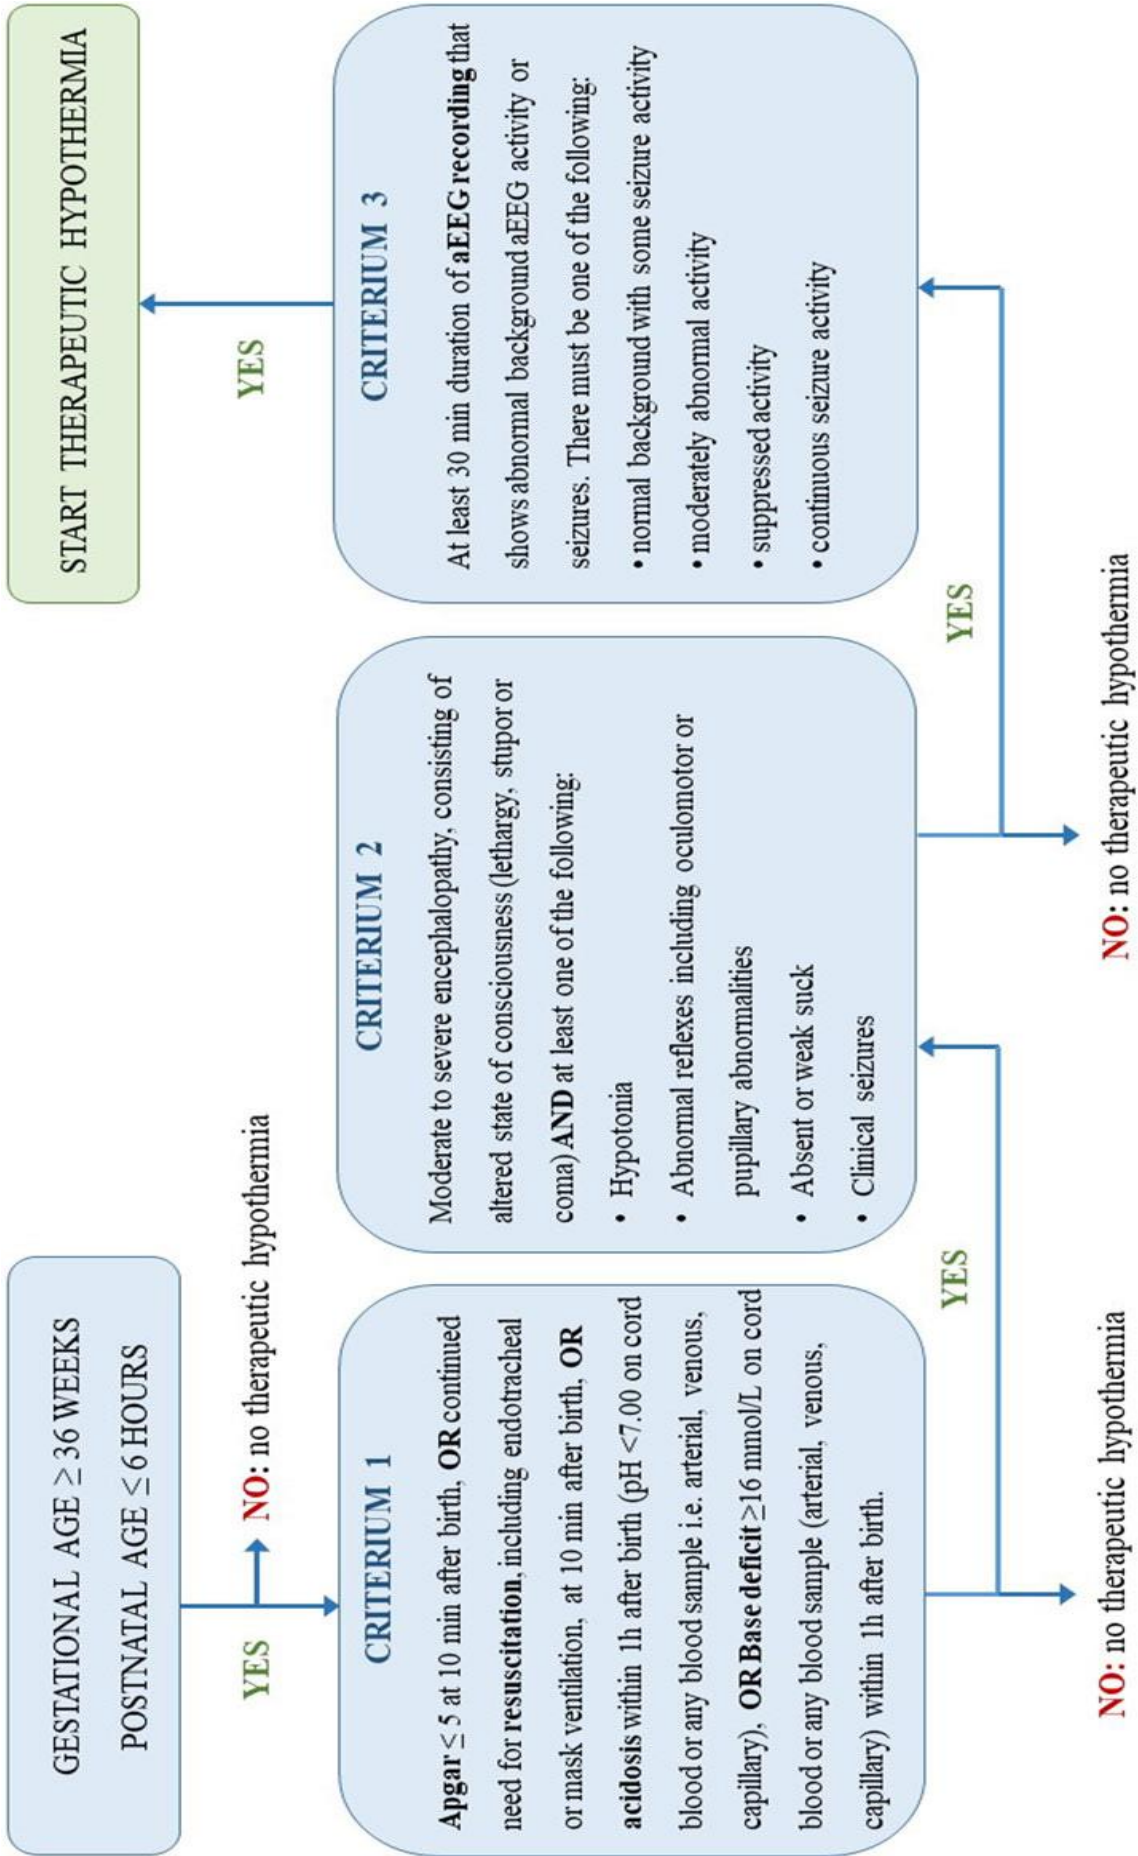 GESTATIONAL AGE ≥ 36 WEEKS
POSTNATAL AGE ≤ 6 HOURS
YES
NO: no therapeutic hypothermia
CRITERIUM 1
Apgar ≤ 5 at 10 min after birth, OR continued
need for resuscitation, including endotracheal
or mask ventilation, at 10 min after birth, OR
acidosis within 1h after birth (pH <7.00 on cord
blood or any blood sample i.e. arterial, venous,
capillary), OR Base deficit ≥16 mmol/L on cord
blood or any blood sample (arterial, venous,
capillary) within 1h after birth.
YES
NO: no therapeutic hypothermia
CRITERIUM 2
Moderate to severe encephalopathy, consisting of
altered state of consciousness (lethargy, stupor or
coma) AND at least one of the following:
• Hypotonia
• Abnormal reflexes including oculomotor or
pupillary abnormalities
• Absent or weak suck
• Clinical seizures
YES
NO: no therapeutic hypothermia
CRITERIUM 3
At least 30 min duration of aEEG recording that
shows abnormal background aEEG activity or
seizures. There must be one of the following:
• normal background with some seizure activity
• moderately abnormal activity
• suppressed activity
• continuous seizure activity
YES
START THERAPEUTIC HYPOTHERMIA